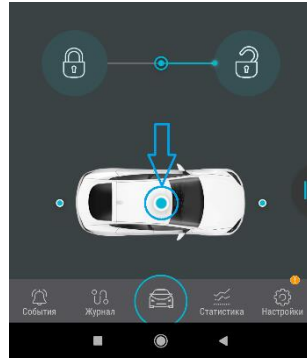 События
Журнал
Статистика
Настройки